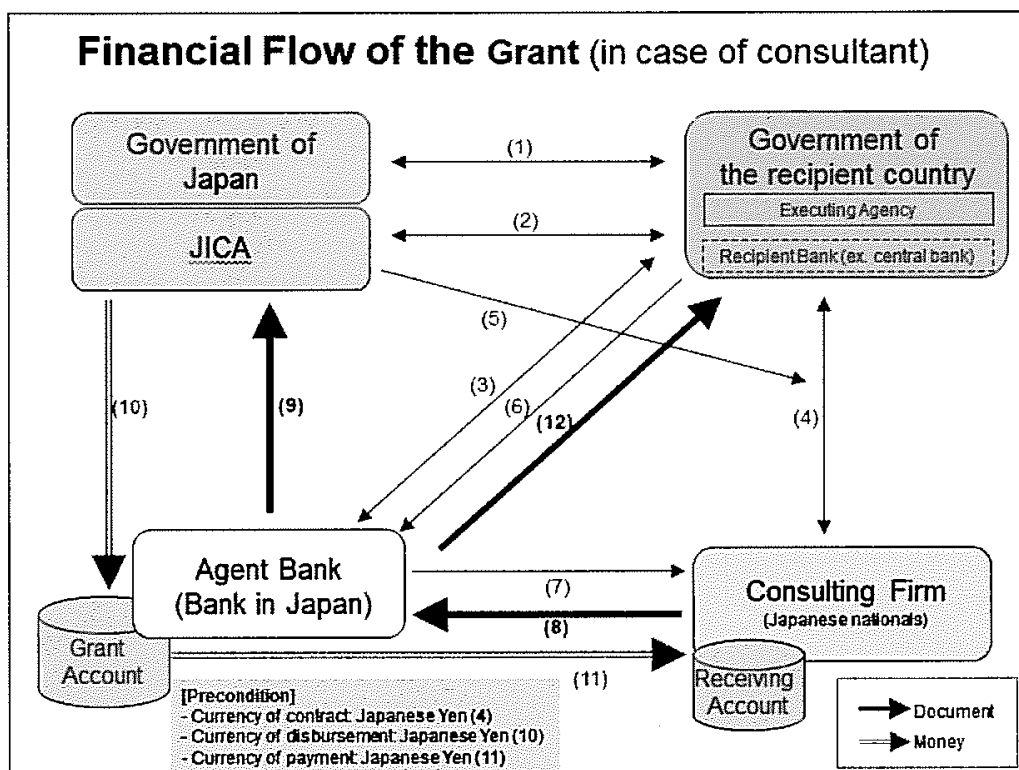 Financial Flow of the Grant (in case of consultant)
Government of
Japan
JICA
(1)
(2)
Government of
the recipient country
Executing Agency
Recipient Bank (ex. central bank)
(5)
(3)
(6)
(12)
(4)
(10)
(9)
Agent Bank
(Bank in Japan)
(7)
(8)
Consulting Firm
(Japanese nationals)
Grant
Account
(11)
Receiving
Account
[Precondition]
- Currency of contract: Japanese Yen (4)
- Currency of disbursement: Japanese Yen (10)
- Currency of payment: Japanese Yen (11)
Document
Money